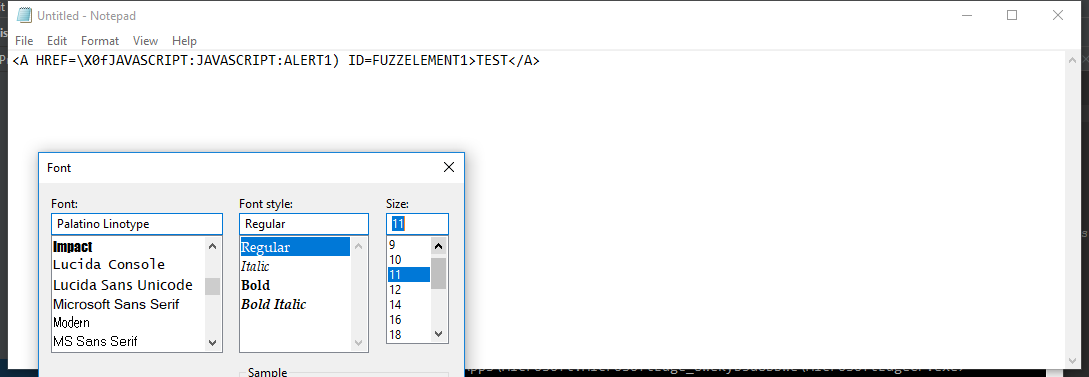 Untitled - Notepad
File Edit Format View Help
<A HREF=\X0fJAVASCRIPT:JAVASCRIPT:ALERT1) ID=FUZZELEMENT1>TEST</A>
Font
Font: Font style: Size:
Palatino Linotype Regular 11
Impact Regular 9
Lucida Console Italic 10
Lucida Sans Unicode Bold 11
Microsoft Sans Serif Bold Italic 12
Modern 14
MS Sans Serif 16
18
Sample